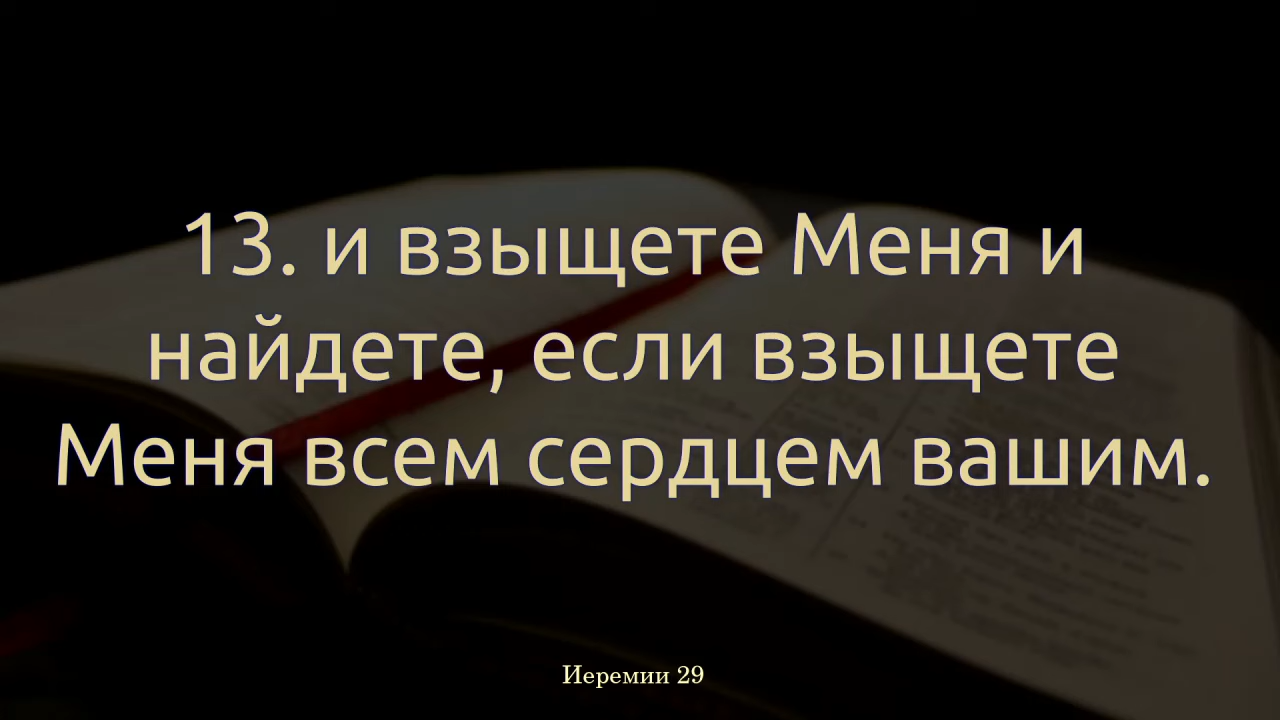 13. и взыщете Меня и
найдете, если взыщете
Меня всем сердцем вашим.
Иеремии 29